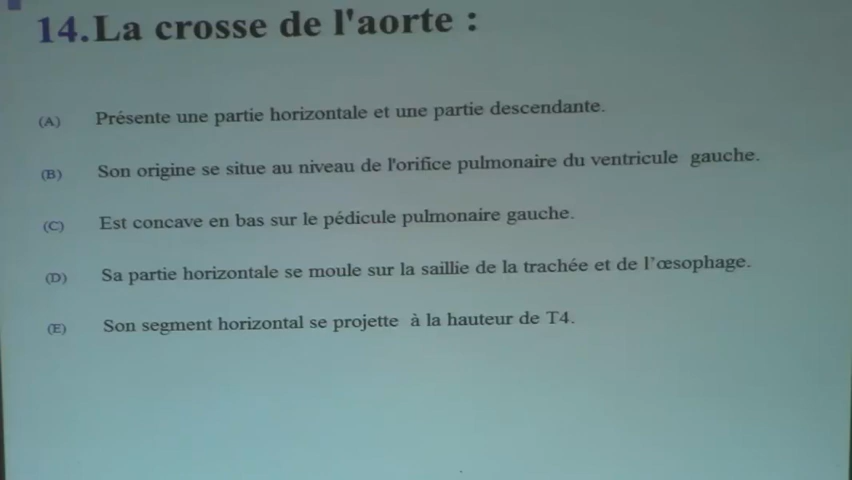 14.La crosse de l'aorte :
(A) Présente une partie horizontale et une partie descendante.
(B) Son origine se situe au niveau de l'orifice pulmonaire du ventricule gauche.
(C) Est concave en bas sur le pédicule pulmonaire gauche.
(D) Sa partie horizontale se moule sur la saillie de la trachée et de l’œsophage.
(E) Son segment horizontal se projette à la hauteur de T4.